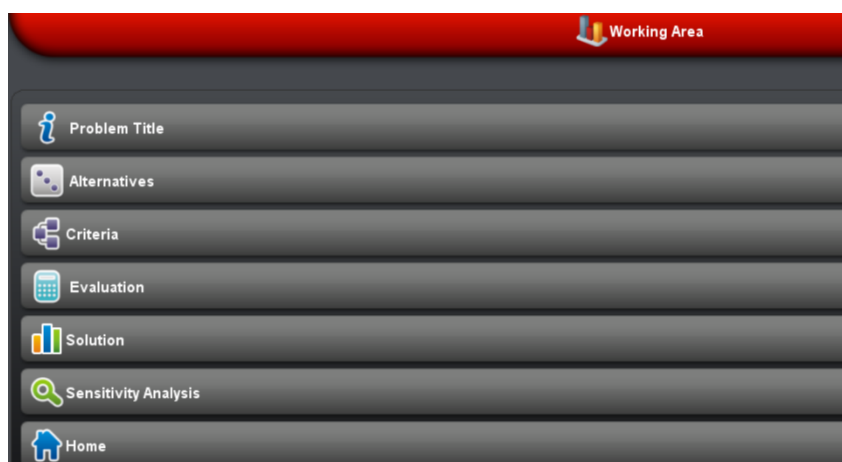 Working Area
Problem Title
Alternatives
Criteria
Evaluation
Solution
Sensitivity Analysis
Home